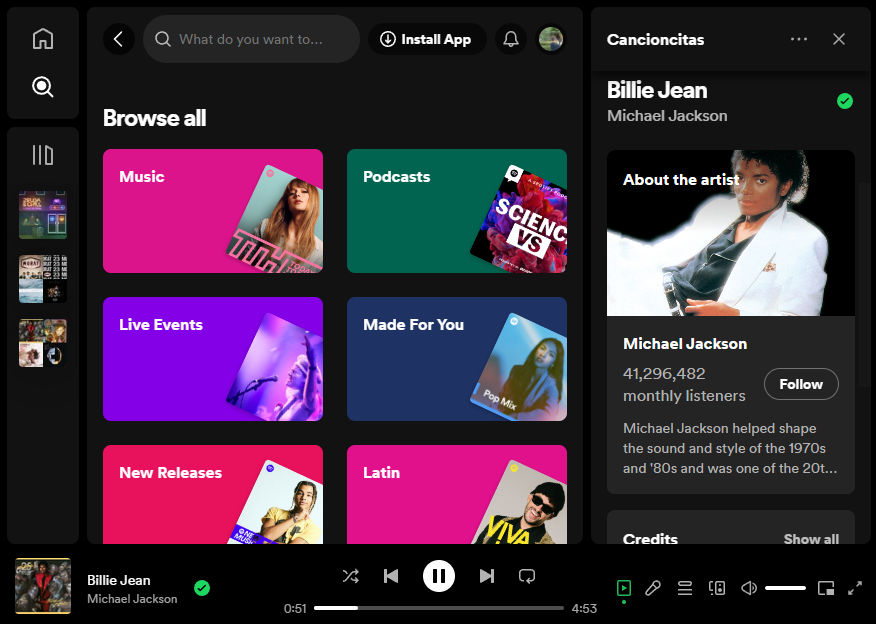 What do you want to...
Install App
Browse all
Music
Podcasts
SCIENC
VS
Live Events
Made For You
Pop Mix
New Releases
Latin
VIVA
Cancioncitas
Billie Jean
Michael Jackson
About the artist
Michael Jackson
41,296,482
monthly listeners
Follow
Michael Jackson helped shape
the sound and style of the 1970s
and '80s and was one of the 20t...
Credits
Show all
Billie Jean
Michael Jackson
0:51
4:53